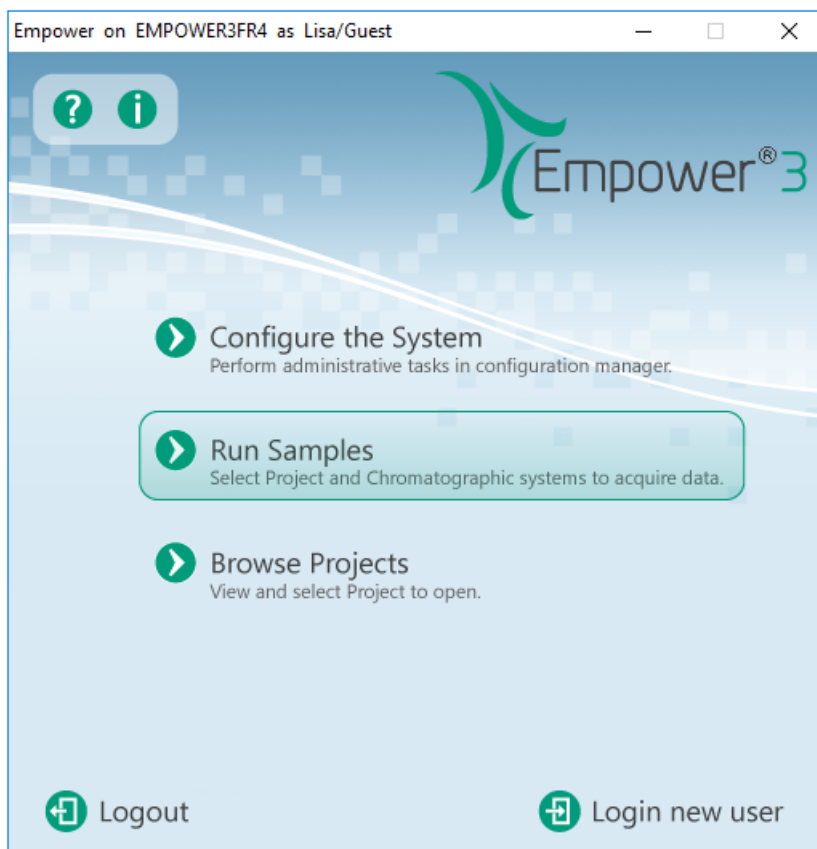 Empower on EMPOWER3FR4 as Lisa/Guest
? i
Empower®3
Configure the System
Perform administrative tasks in configuration manager.
Run Samples
Select Project and Chromatographic systems to acquire data.
Browse Projects
View and select Project to open.
Logout
Login new user